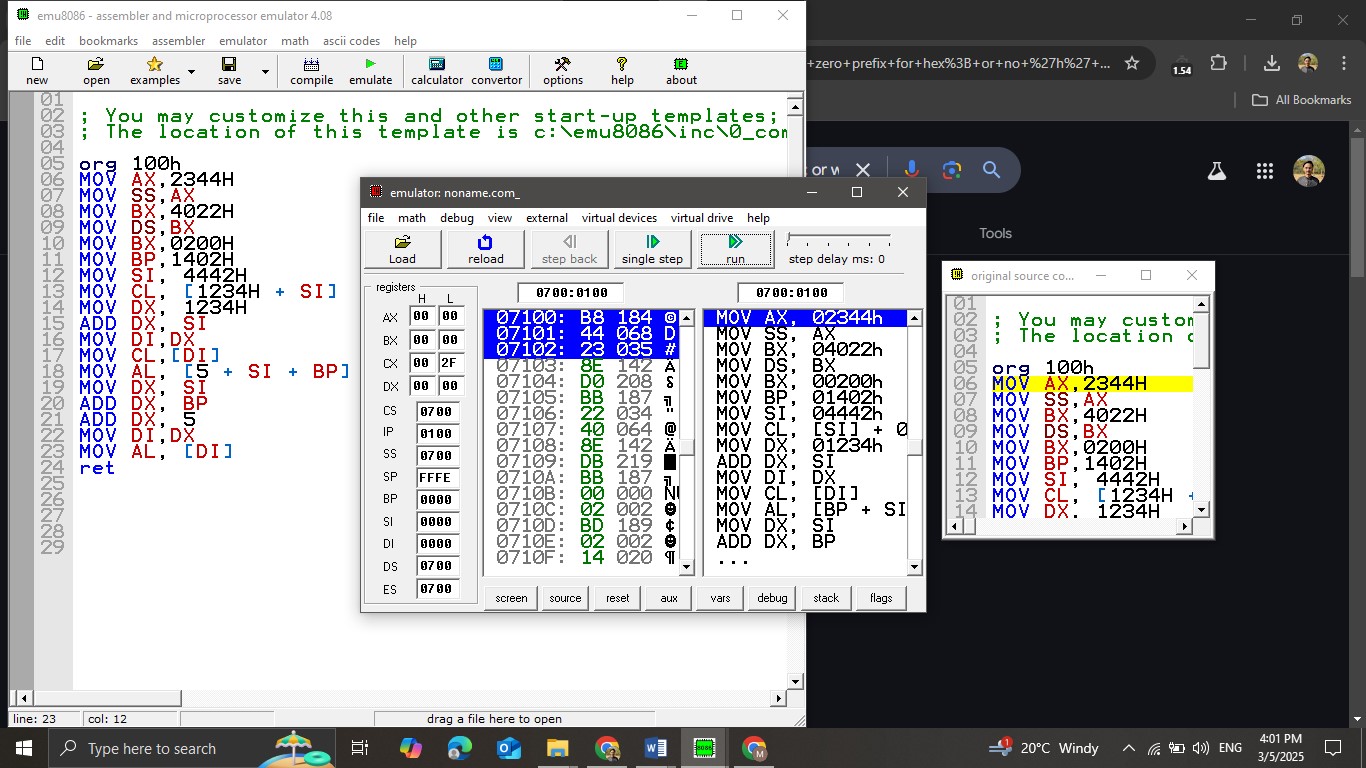 emu8086 - assembler and microprocessor emulator 4.08
file edit bookmarks assembler emulator math ascii codes help
new open examples save compile emulate calculator convertor options help about
01
02 ; You may customize this and other start-up templates;
03 ; The location of this template is c:\emu8086\inc\0_com
04
05 org 100h
06 MOV AX,2344H
07 MOV SS,AX
08 MOV BX,4022H
09 MOV DS,BX
10 MOV BX,0200H
11 MOV BP,1402H
12 MOV SI, 4442H
13 MOV CL, [1234H + SI]
14 MOV DX, 1234H
15 ADD DX, SI
16 MOV DI,DX
17 MOV CL,[DI]
18 MOV AL, [5 + SI + BP]
19 MOV DX, SI
20 ADD DX, BP
21 ADD DX, 5
22 MOV DI,DX
23 MOV AL, [DI]
24 ret
25
26
27
28
29
line: 23 col: 12 drag a file here to open
emulator: noname.com_
file math debug view external virtual devices virtual drive help
Load reload step back single step run step delay ms: 0
registers
H L
AX 00 00
BX 00 00
CX 00 2F
DX 00 00
CS 0700
IP 0100
SS 0700
SP FFFE
BP 0000
SI 0000
DI 0000
DS 0700
ES 0700
0700:0100
07100: B8 184
07101: 44 068 D
07102: 23 035 #
07103: 8E 142 Ä
07104: D0 208
07105: BB 187 ╗
07106: 22 034 "
07107: 40 064 @
07108: 8E 142 Ä
07109: DB 219 █
0710A: BB 187 ╗
0710B: 00 000 NU
0710C: 02 002 ☻
0710D: BD 189
0710E: 02 002 ☻
0710F: 14 020 ¶
0700:0100
MOV AX, 02344h
MOV SS, AX
MOV BX, 04022h
MOV DS, BX
MOV BX, 00200h
MOV BP, 01402h
MOV SI, 04442h
MOV CL, [SI] + 0
MOV DX, 01234h
ADD DX, SI
MOV DI, DX
MOV CL, [DI]
MOV AL, [BP + SI
MOV DX, SI
ADD DX, BP
...
screen source reset aux vars debug stack flags
+ zero prefix for hex%3B + or + no + %27h%27 + ...
1.54
All Bookmarks
or w
Tools
original source co...
01
02 ; You may custom
03 ; The location o
04
05 org 100h
06 MOV AX,2344H
07 MOV SS,AX
08 MOV BX,4022H
09 MOV DS,BX
10 MOV BX,0200H
11 MOV BP,1402H
12 MOV SI, 4442H
13 MOV CL, [1234H +
14 MOV DX, 1234H
Type here to search
1
20°C Windy
ENG
4:01 PM
3/5/2025